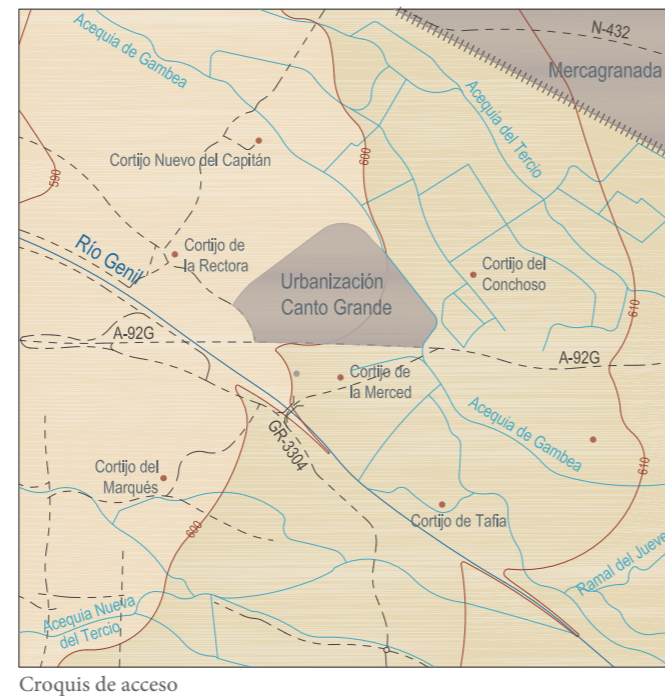 Acequia de
Gambea
N-432
Mercagranada
Acequia del Tercio
600
Cortijo Nuevo del Capitán
590
Río Genil
Cortijo de
la Rectora
Urbanización
Canto Grande
Cortijo del
Conchoso
610
A-92G
A-92G
Cortijo de
la Merced
Acequia de
Gambea
GR-3304
Cortijo del
Marqués
610
600
Cortijo de Tafia
Ramal del Jueve
Acequia Nueva
del Tercio
Croquis de acceso